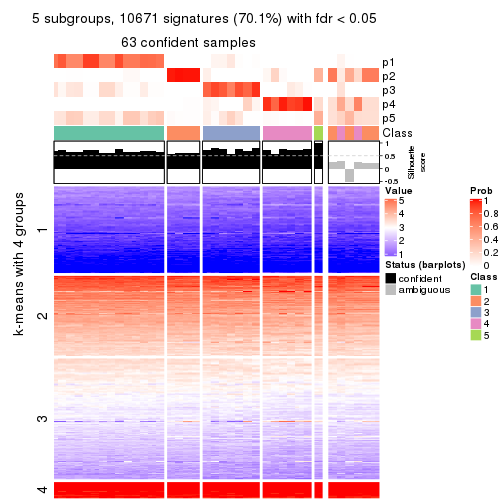 5 subgroups, 10671 signatures (70.1%) with fdr < 0.05
63 confident samples
p1
p2
p3
p4
p5
Class
1
0.5
0
-0.5
Silhouette
score
k-means with 4 groups
1
2
3
4
Value
5
4
3
2
1
Status (barplots)
confident
ambiguous
Prob
1
0.8
0.6
0.4
0.2
0
Class
1
2
3
4
5